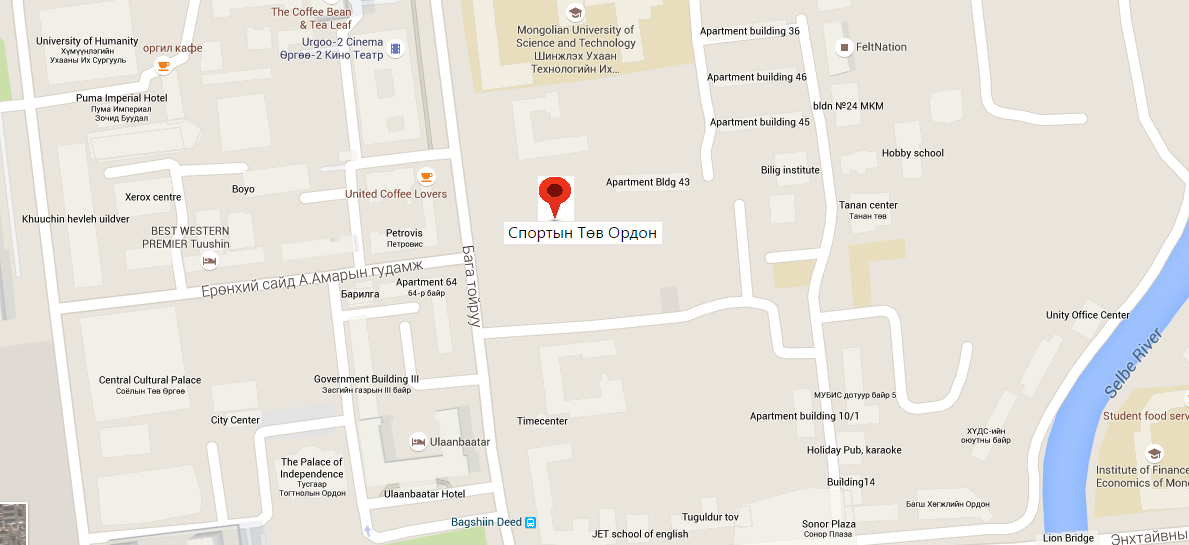 The Coffee Bean
& Tea Leaf
Mongolian University of
Science and Technology
Шинжлэх Ухаан
Технологийн Их...
Apartment building 36
University of Humanity
Хүмүүнлэгийн
Ухааны Их Сургууль
оргил кафе
Urgoo-2 Cinema
Өргөө-2 Кино Театр
FeltNation
Apartment building 46
Puma Imperial Hotel
Пума Империал
Зочид Буудал
bldn №24 МКМ
Apartment building 45
Hobby school
Bilig institute
Apartment Bldg 43
Xerox centre
Boyo
United Coffee Lovers
Tanan center
Танан төв
Khuuchin hevleh uildver
BEST WESTERN
PREMIER Tuushin
Petrovis
Петровис
Спортын Төв Ордон
Бага тойруу
Ерөнхий сайд А.Амарын гудамж
Apartment 64
64-р байр
Барилга
Unity Office Center
Selbe River
Central Cultural Palace
Соёлын Төв Өргөө
Government Building III
Засгийн газрын III байр
МУБИС дотуур байр 5
City Center
Timecenter
Apartment building 10/1
Student food serv
Ulaanbaatar
ХҮДС-ийн
оюутны байр
Holiday Pub, karaoke
The Palace of
Independence
Тусгаар
Тогтнолын Ордон
Institute of Finance
Economics of Mon
Building14
Ulaanbaatar Hotel
Багш Хөгжлийн Ордон
Bagshiin Deed
Tuguldur tov
JET school of english
Sonor Plaza
Сонор Плаза
Lion Bridge
Энхтайвны